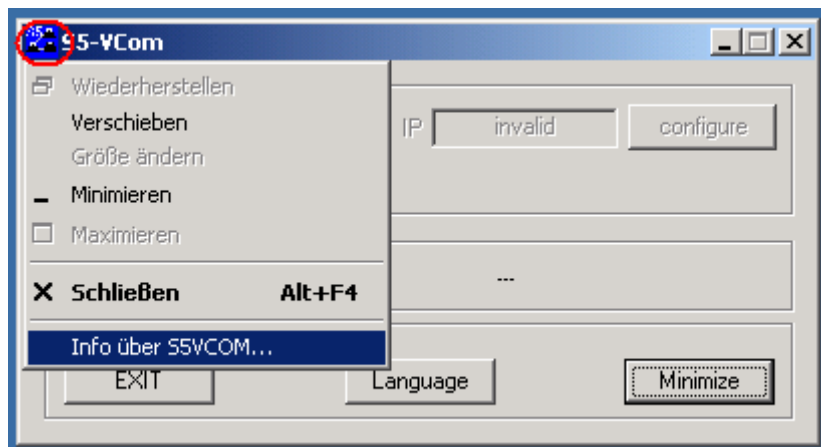 S5-VCom
Wiederherstellen
Verschieben
Größe ändern
Minimieren
Maximieren
Schließen Alt+F4
Info über S5VCOM...
IP invalid configure
---
EXIT Language Minimize